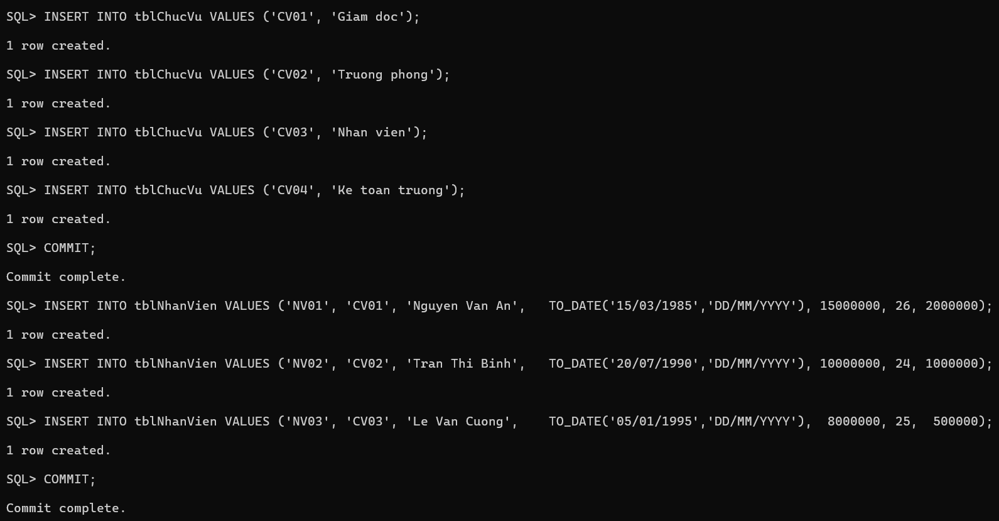 SQL> INSERT INTO tblChucVu VALUES ('CV01', 'Giam doc');
1 row created.
SQL> INSERT INTO tblChucVu VALUES ('CV02', 'Truong phong');
1 row created.
SQL> INSERT INTO tblChucVu VALUES ('CV03', 'Nhan vien');
1 row created.
SQL> INSERT INTO tblChucVu VALUES ('CV04', 'Ke toan truong');
1 row created.
SQL> COMMIT;
Commit complete.
SQL> INSERT INTO tblNhanVien VALUES ('NV01', 'CV01', 'Nguyen Van An',   TO_DATE('15/03/1985','DD/MM/YYYY'), 15000000, 26, 2000000);
1 row created.
SQL> INSERT INTO tblNhanVien VALUES ('NV02', 'CV02', 'Tran Thi Binh',   TO_DATE('20/07/1990','DD/MM/YYYY'), 10000000, 24, 1000000);
1 row created.
SQL> INSERT INTO tblNhanVien VALUES ('NV03', 'CV03', 'Le Van Cuong',    TO_DATE('05/01/1995','DD/MM/YYYY'),  8000000, 25,  500000);
1 row created.
SQL> COMMIT;
Commit complete.